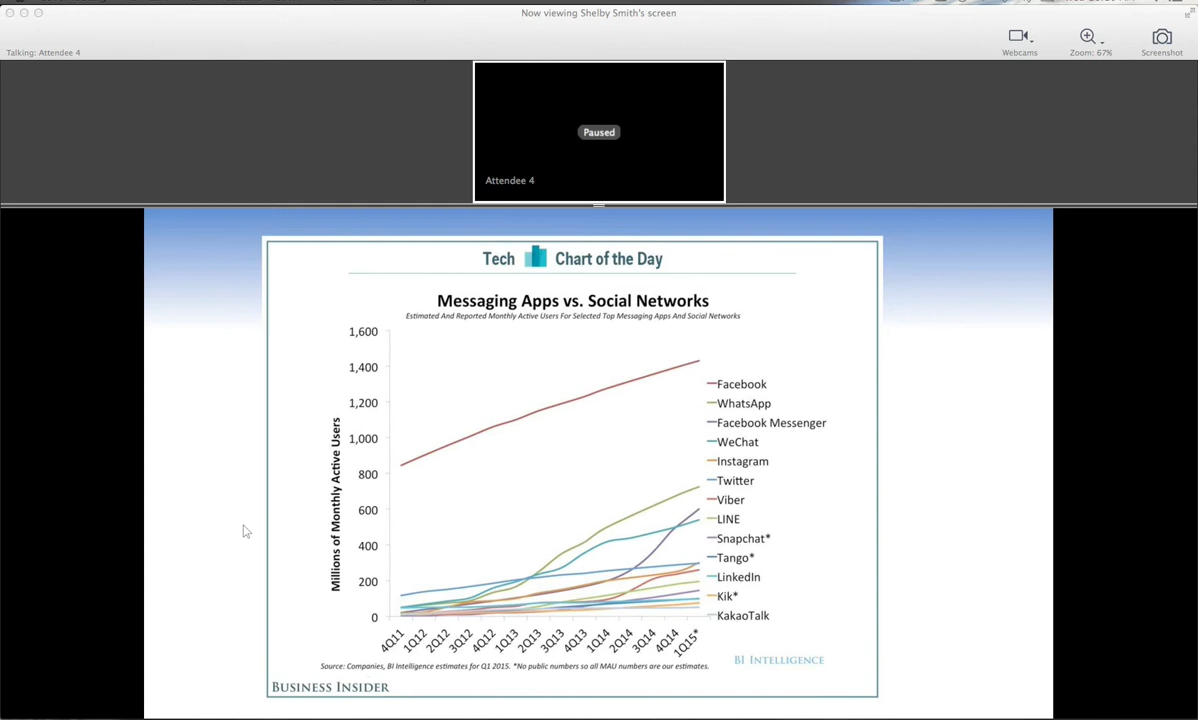 Now viewing Shelby Smith's screen
Talking: Attendee 4
Webcams
Zoom: 67%
Screenshot
Paused
Attendee 4
Tech Chart of the Day
Messaging Apps vs. Social Networks
Estimated And Reported Monthly Active Users For Selected Top Messaging Apps And Social Networks
Millions of Monthly Active Users
1,600
1,400
1,200
1,000
800
600
400
200
0
4Q11
1Q12
2Q12
3Q12
4Q12
1Q13
2Q13
3Q13
4Q13
1Q14
2Q14
3Q14
4Q14
1Q15*
Facebook
WhatsApp
Facebook Messenger
WeChat
Instagram
Twitter
Viber
LINE
Snapchat*
Tango*
LinkedIn
Kik*
KakaoTalk
Source: Companies, BI Intelligence estimates for Q1 2015. *No public numbers so all MAU numbers are our estimates.
BI INTELLIGENCE
BUSINESS INSIDER